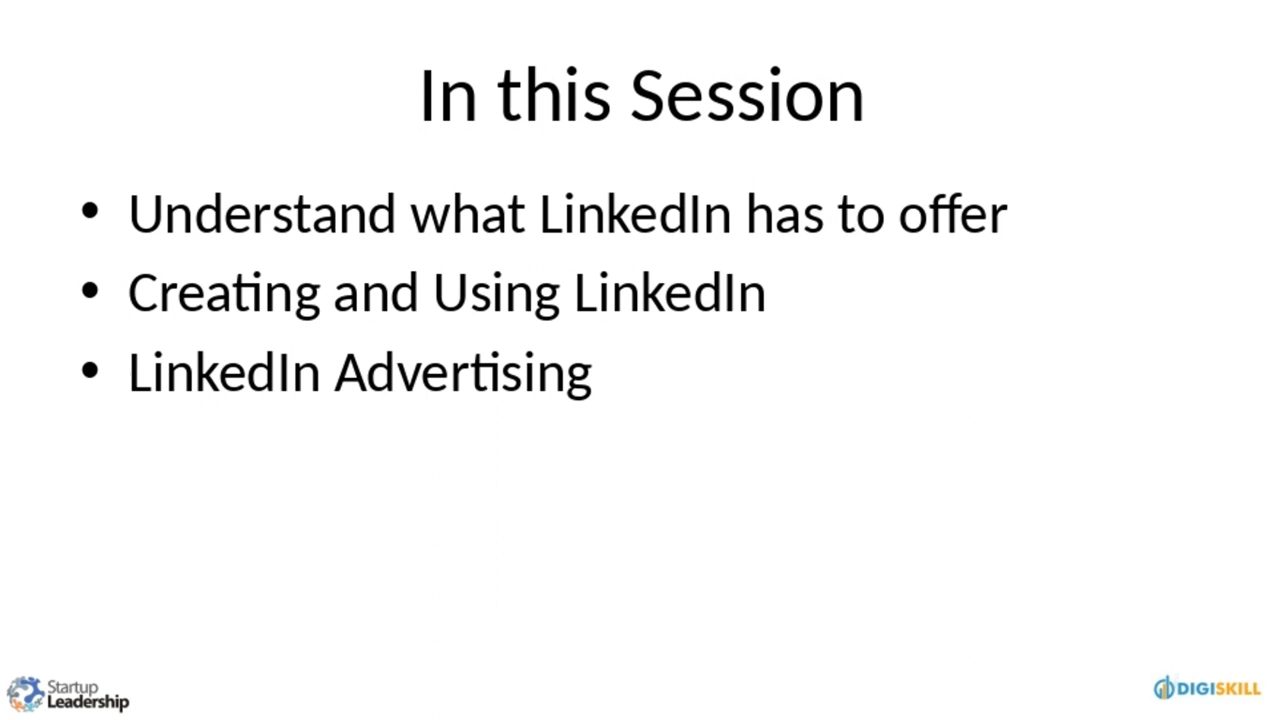 In this Session
• Understand what LinkedIn has to offer
• Creating and Using LinkedIn
• LinkedIn Advertising
Startup
Leadership
DIGISKILL